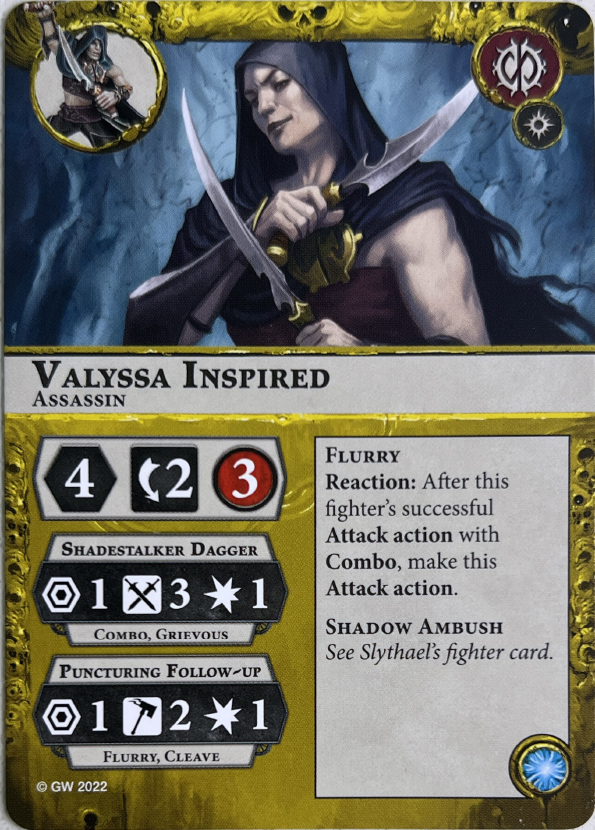 VALYSSA INSPIRED
ASSASSIN
4 2 3
SHADESTALKER DAGGER
1 3 1
COMBO, GRIEVOUS
PUNCTURING FOLLOW-UP
1 2 1
FLURRY, CLEAVE
© GW 2022
FLURRY
Reaction: After this
fighter's successful
Attack action with
Combo, make this
Attack action.
SHADOW AMBUSH
See Slythael's fighter card.